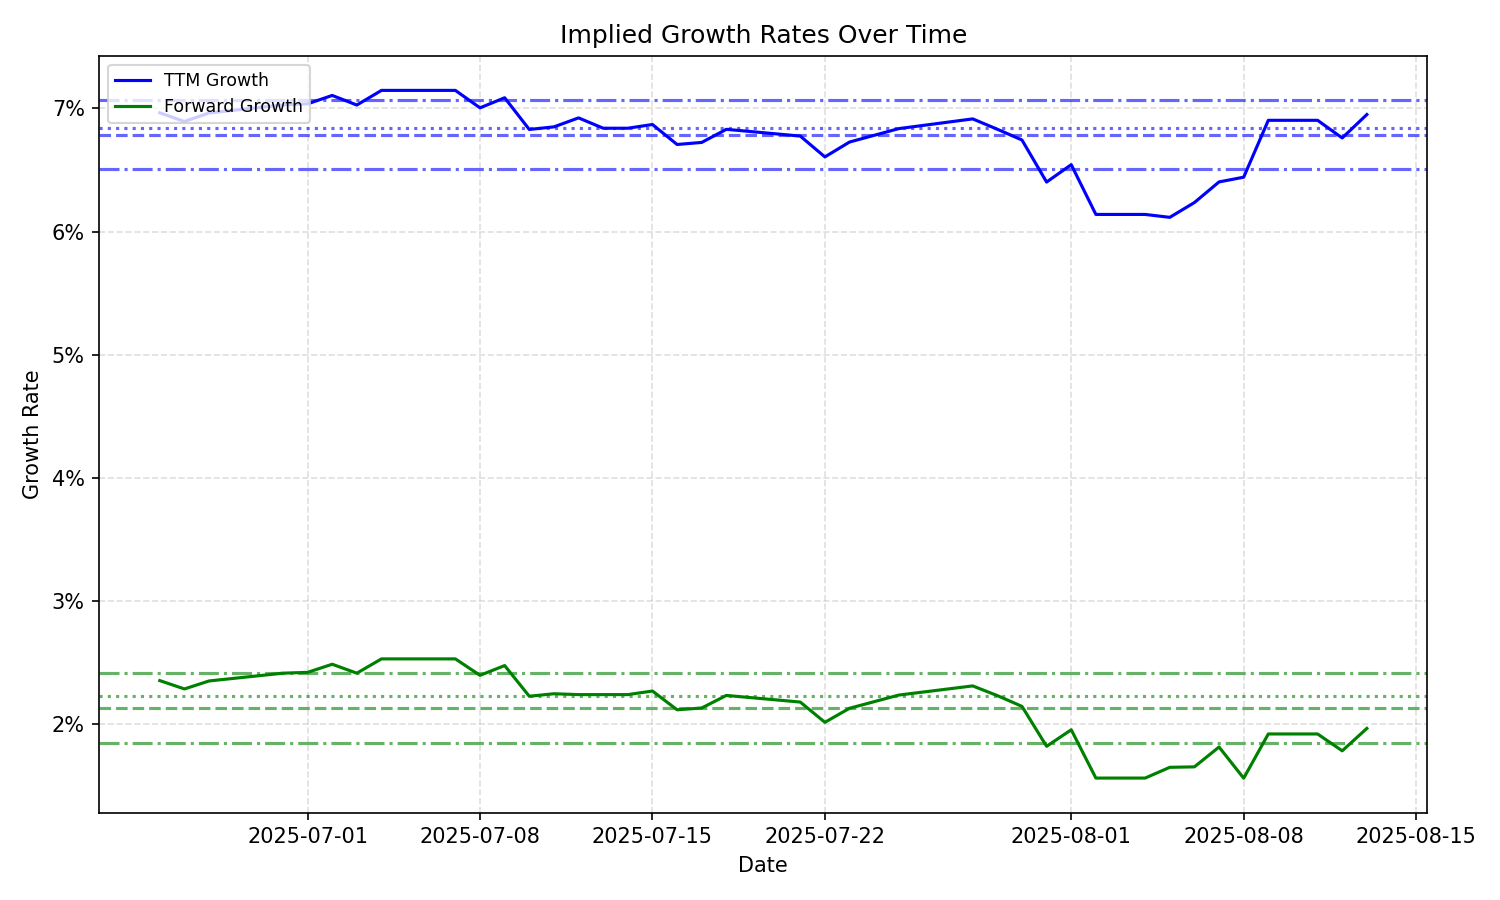 Implied Growth Rates Over Time
TTM Growth
Forward Growth
7%
6%
5%
4%
3%
2%
Growth Rate
2025-07-01
2025-07-08
2025-07-15
2025-07-22
2025-08-01
2025-08-08
2025-08-15
Date